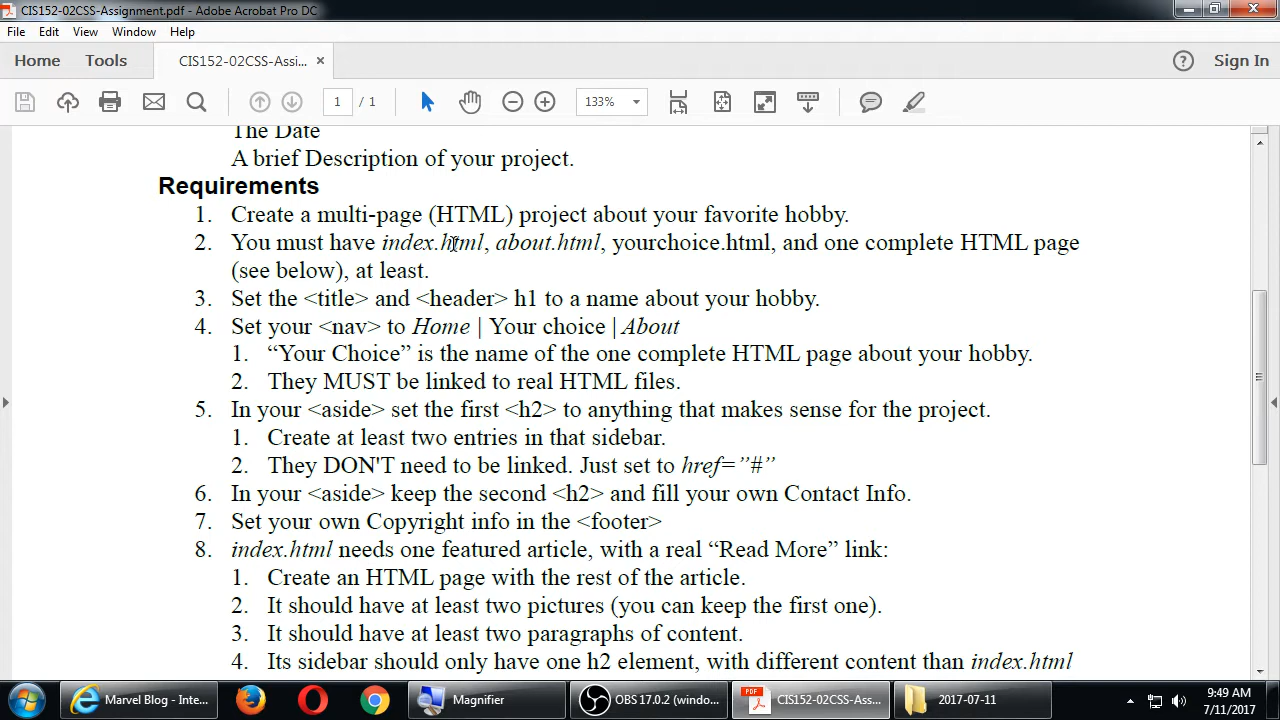 CIS152-02CSS-Assignment.pdf - Adobe Acrobat Pro DC
File Edit View Window Help
Home Tools CIS152-02CSS-Assi... × ? Sign In
1 / 1 133%
The Date
A brief Description of your project.
Requirements
1. Create a multi-page (HTML) project about your favorite hobby.
2. You must have index.html, about.html, yourchoice.html, and one complete HTML page
(see below), at least.
3. Set the <title> and <header> h1 to a name about your hobby.
4. Set your <nav> to Home | Your choice | About
1. “Your Choice” is the name of the one complete HTML page about your hobby.
2. They MUST be linked to real HTML files.
5. In your <aside> set the first <h2> to anything that makes sense for the project.
1. Create at least two entries in that sidebar.
2. They DON'T need to be linked. Just set to href=”#”
6. In your <aside> keep the second <h2> and fill your own Contact Info.
7. Set your own Copyright info in the <footer>
8. index.html needs one featured article, with a real “Read More” link:
1. Create an HTML page with the rest of the article.
2. It should have at least two pictures (you can keep the first one).
3. It should have at least two paragraphs of content.
4. Its sidebar should only have one h2 element, with different content than index.html
Marvel Blog - Inte... Magnifier OBS 17.0.2 (windo... PDF CIS152-02CSS-Ass... 2017-07-11 9:49 AM
7/11/2017